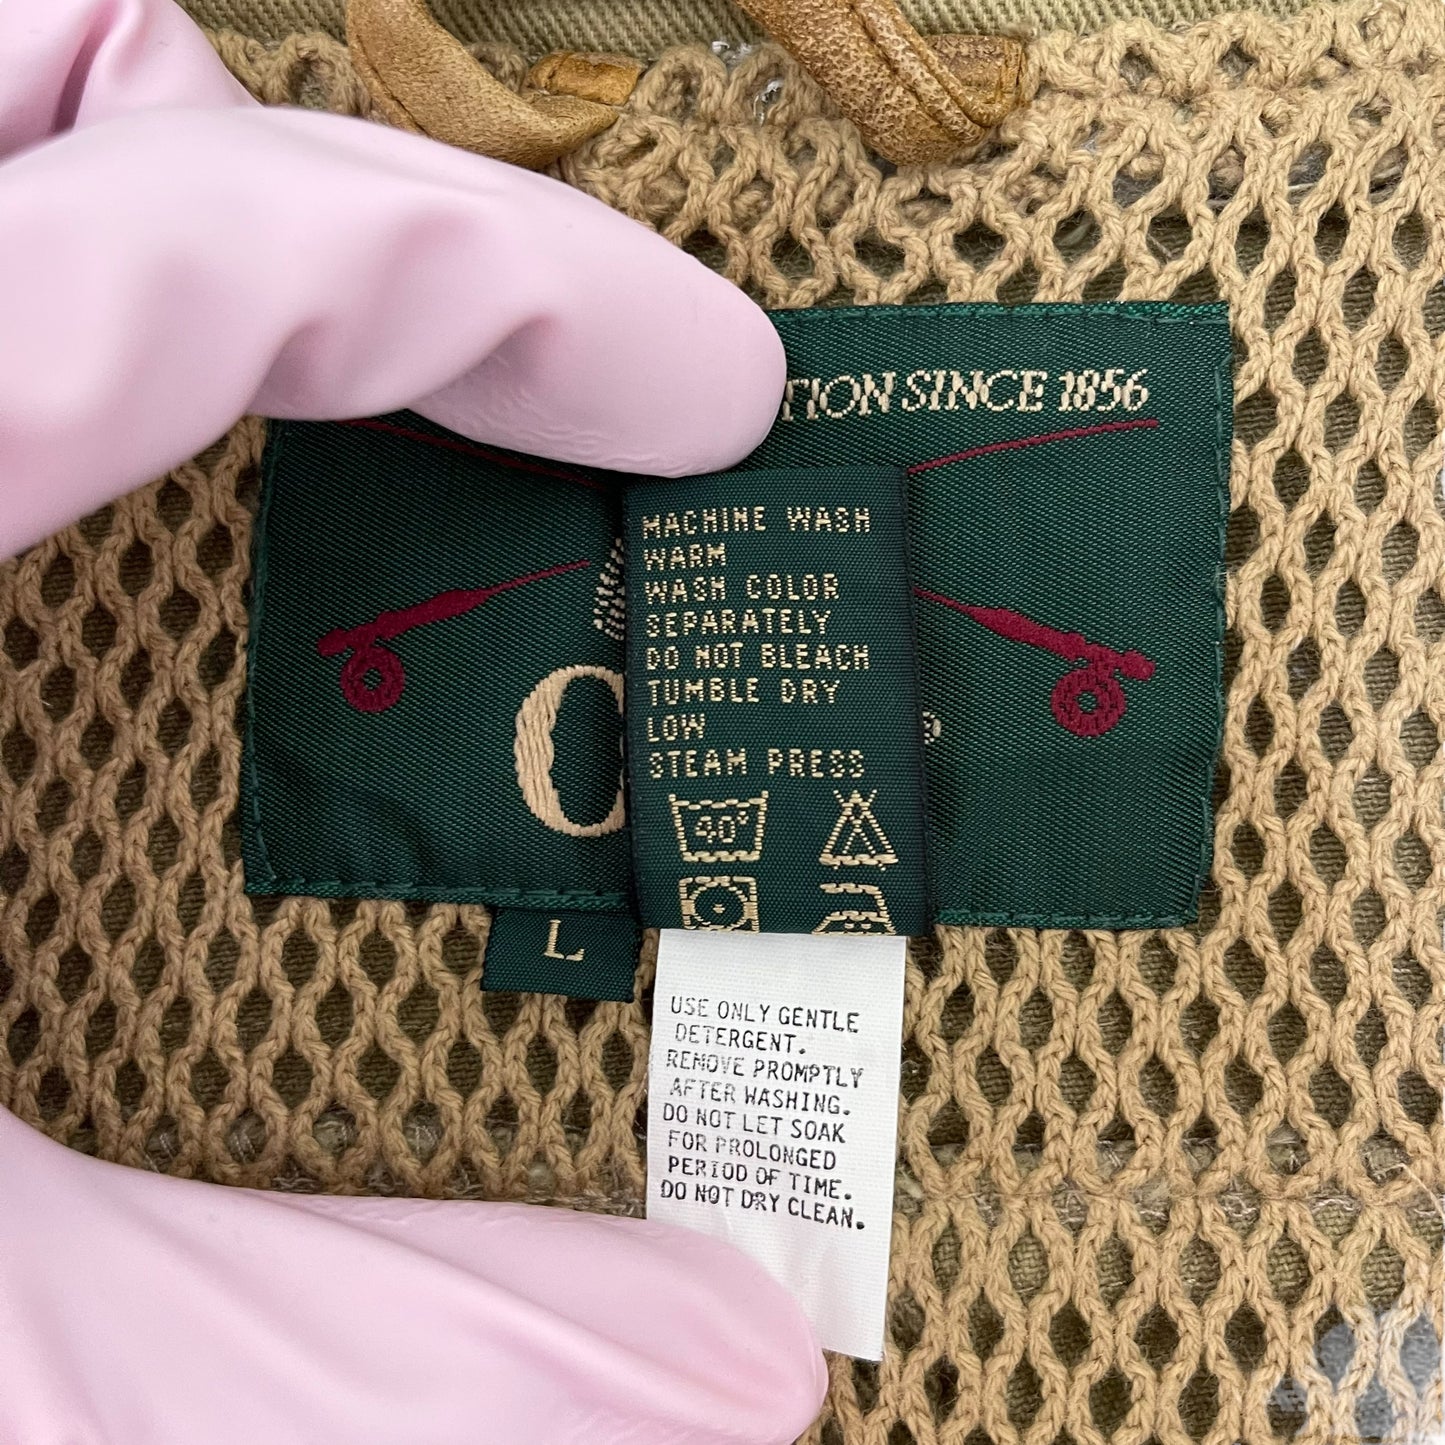 TION SINCE 1856
MACHINE WASH
WARM
WASH COLOR
SEPARATELY
DO NOT BLEACH
TUMBLE DRY
LOW
STEAM PRESS
40°
L
USE ONLY GENTLE
DETERGENT.
REMOVE PROMPTLY
AFTER WASHING.
DO NOT LET SOAK
FOR PROLONGED
PERIOD OF TIME.
DO NOT DRY CLEAN.